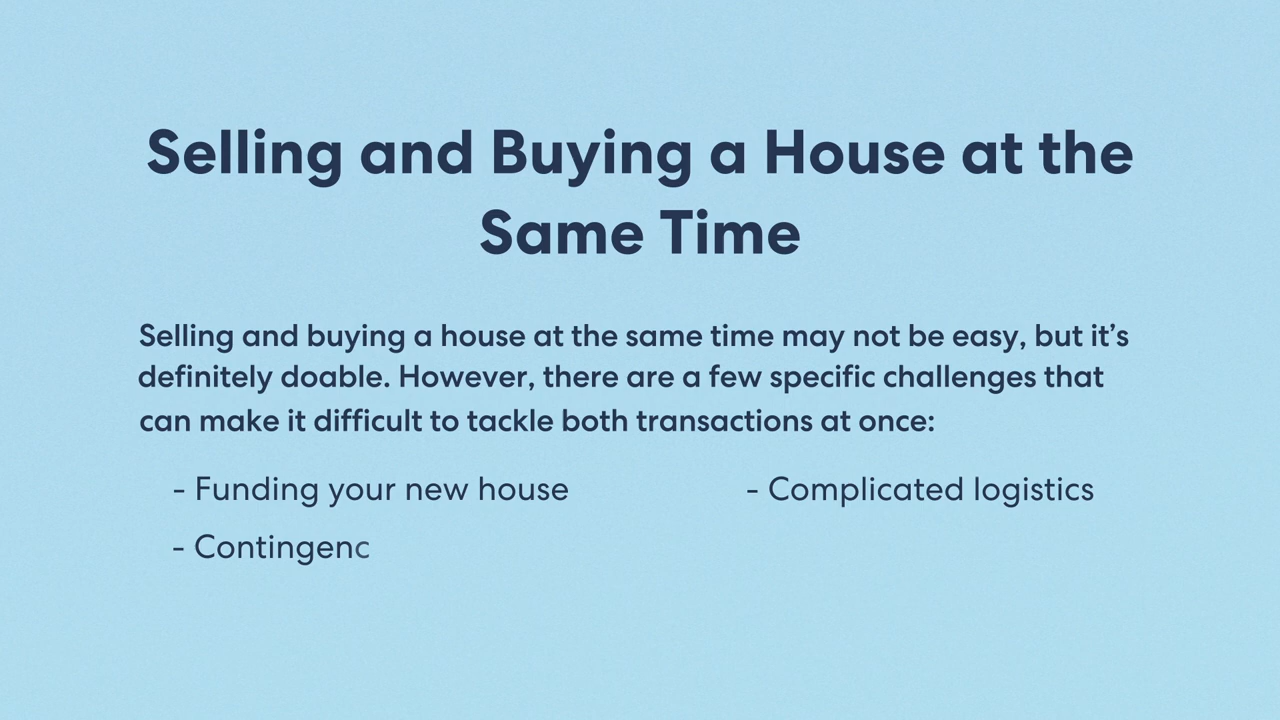 Selling and Buying a House at the
Same Time
Selling and buying a house at the same time may not be easy, but it’s
definitely doable. However, there are a few specific challenges that
can make it difficult to tackle both transactions at once:
- Funding your new house
- Complicated logistics
- Contingenc